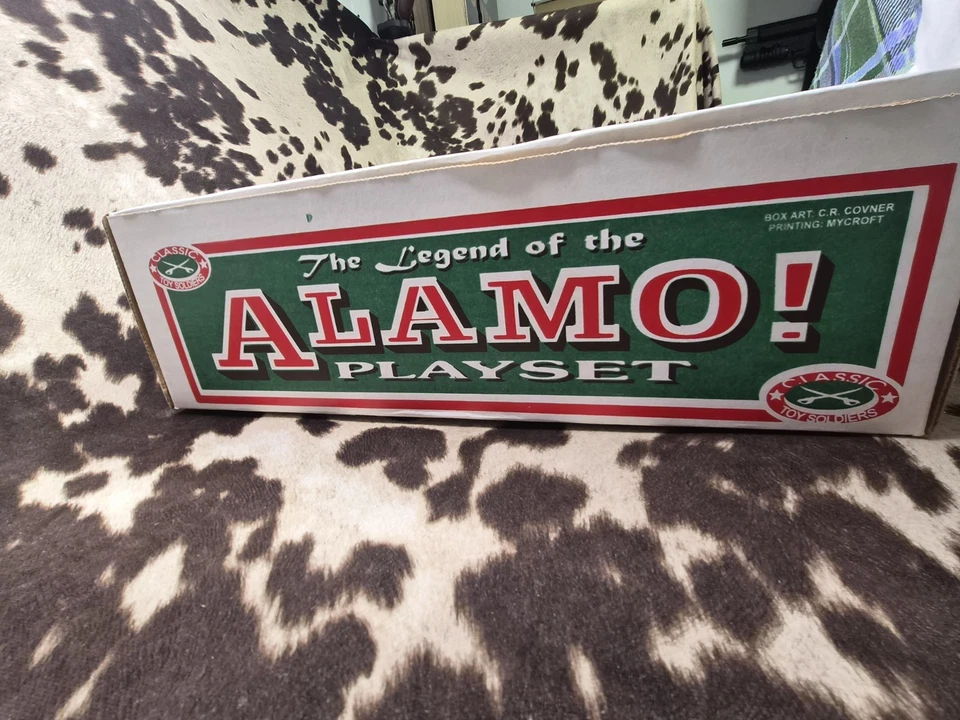 BOX ART: C.R. COVNER
PRINTING: MYCROFT
CLASSIC
TOY SOLDIERS
The Legend of the
ALAMO!
PLAYSET
CLASSIC
TOY SOLDIERS